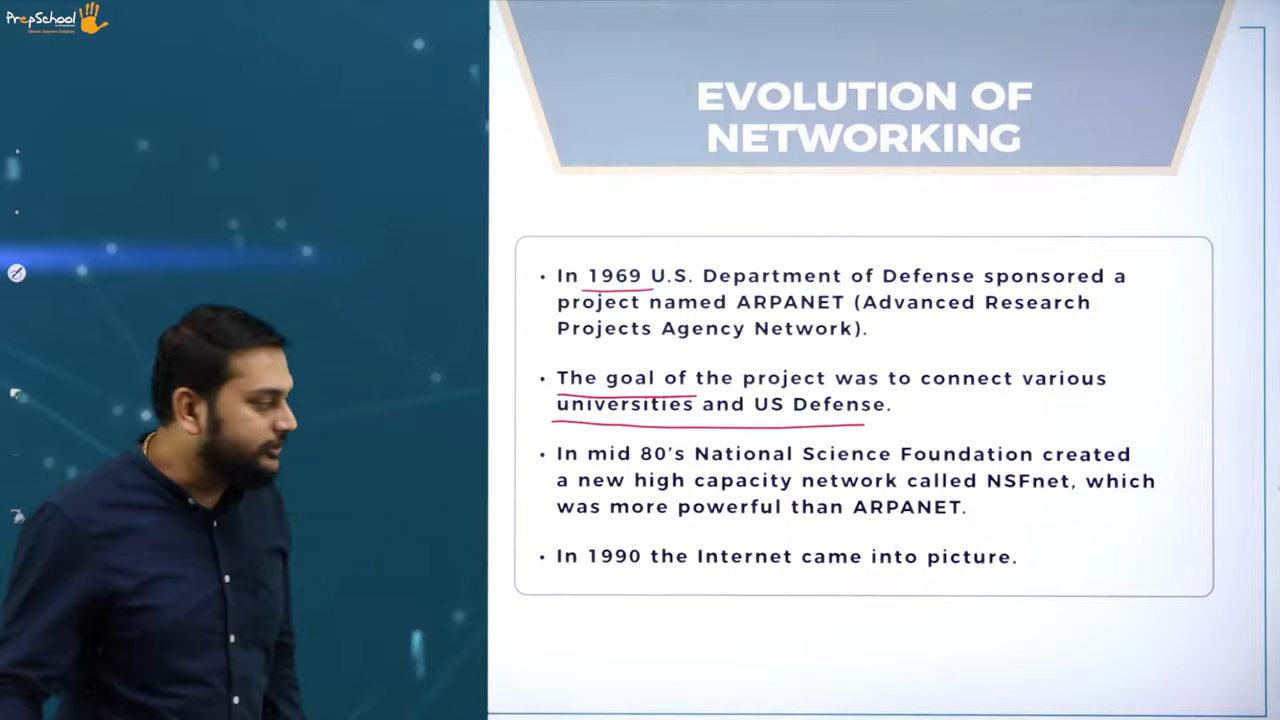 PrepSchool
EVOLUTION OF
NETWORKING
• In 1969 U.S. Department of Defense sponsored a
project named ARPANET (Advanced Research
Projects Agency Network).
• The goal of the project was to connect various
universities and US Defense.
• In mid 80's National Science Foundation created
a new high capacity network called NSFnet, which
was more powerful than ARPANET.
• In 1990 the Internet came into picture.